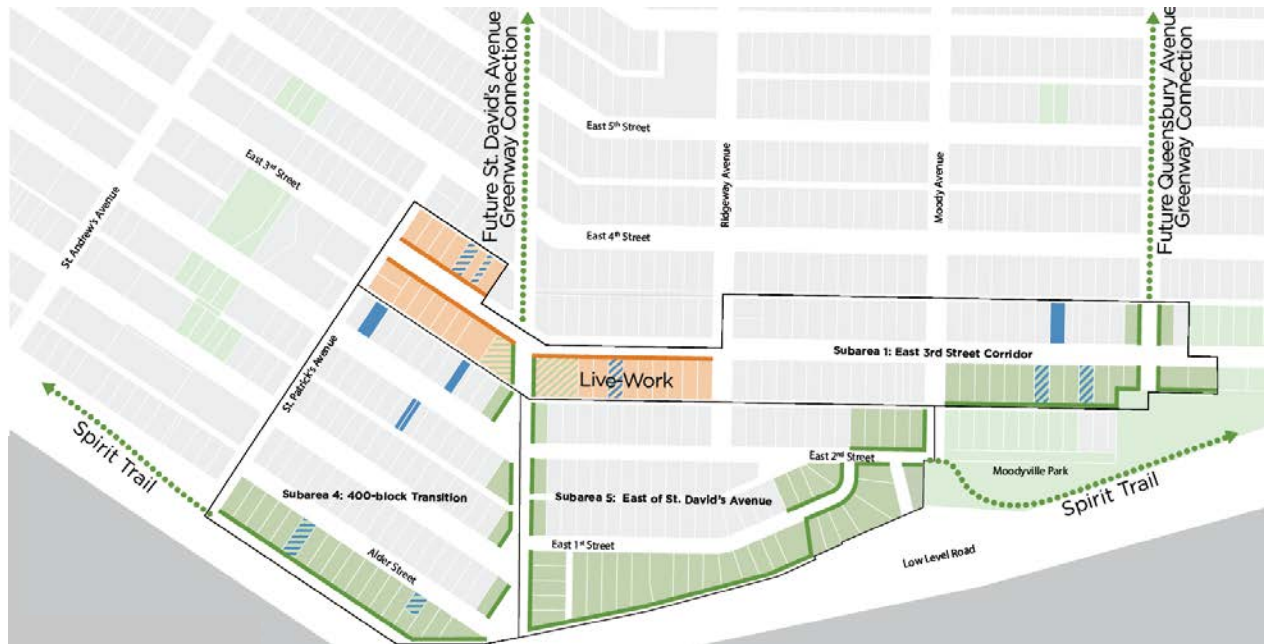 Future St. David's Avenue
Greenway Connection
Future Queensbury Avenue
Greenway Connection
East 5th Street
East 3rd Street
St. Andrew's Avenue
Ridgeway Avenue
Moody Avenue
East 4th Street
St. Patrick's Avenue
Subarea 1: East 3rd Street Corridor
Live-Work
Spirit Trail
East 2nd Street
Moodyville Park
Subarea 4: 400-block Transition
Subarea 5: East of St. David's Avenue
Spirit Trail
East 1st Street
Alder Street
Low Level Road